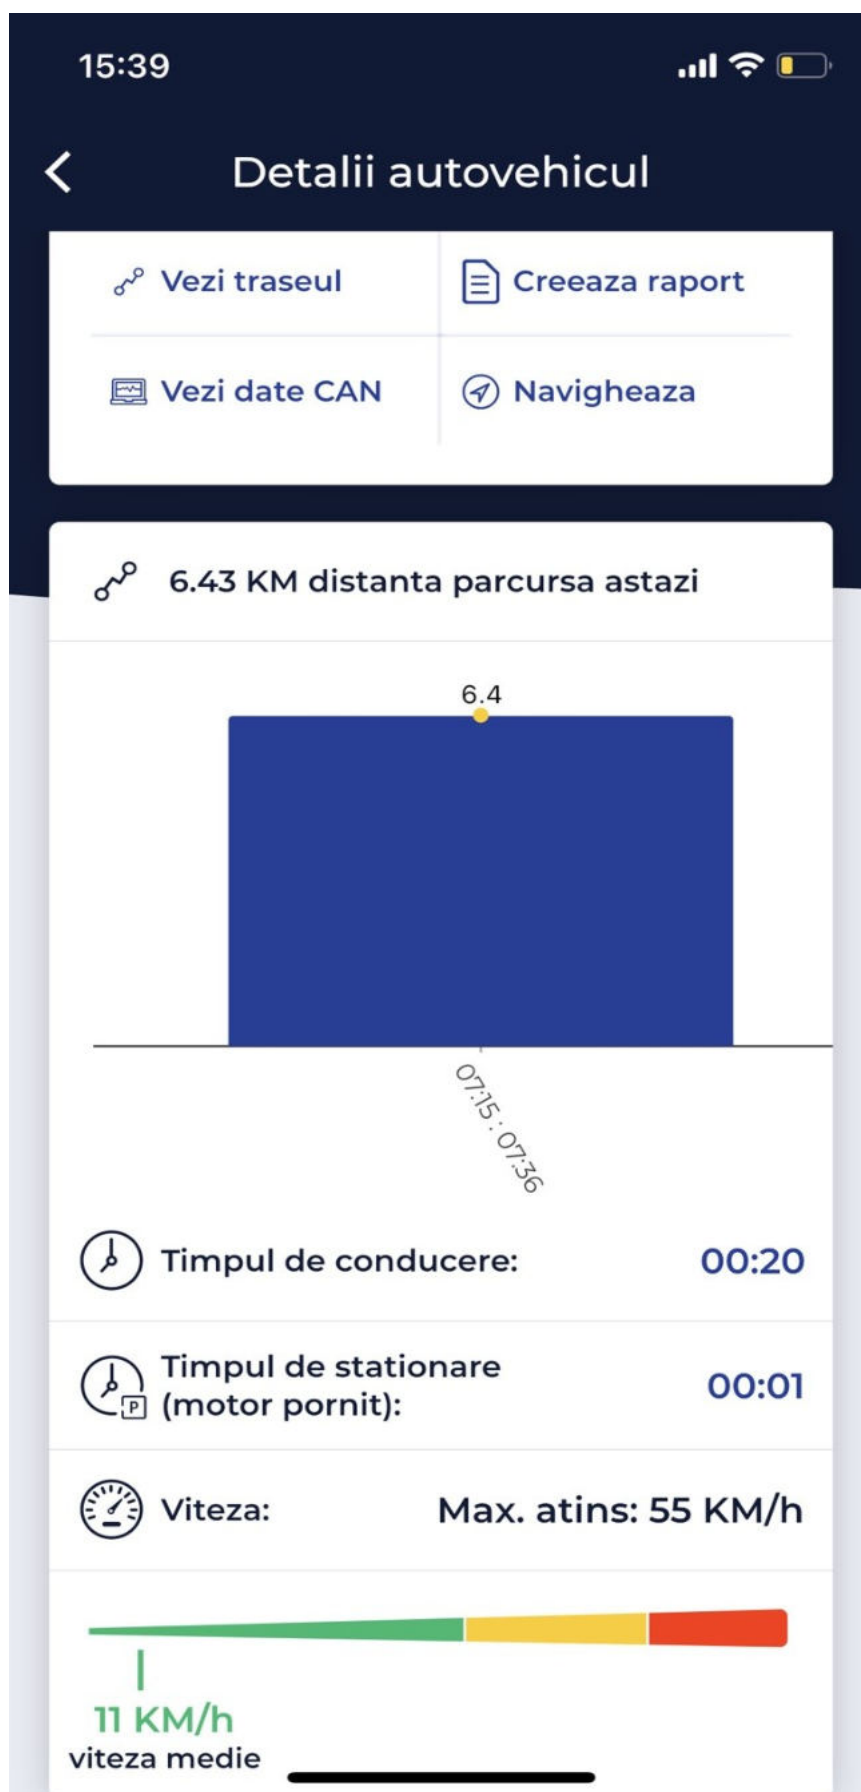 15:39
Detalii autovehicul
Vezi traseul
Creeaza raport
Vezi date CAN
Navigheaza
6.43 KM distanta parcursa astazi
6.4
07:15 : 07:36
Timpul de conducere:
00:20
Timpul de stationare
(motor pornit):
00:01
P
Viteza:
Max. atins: 55 KM/h
11 KM/h
viteza medie